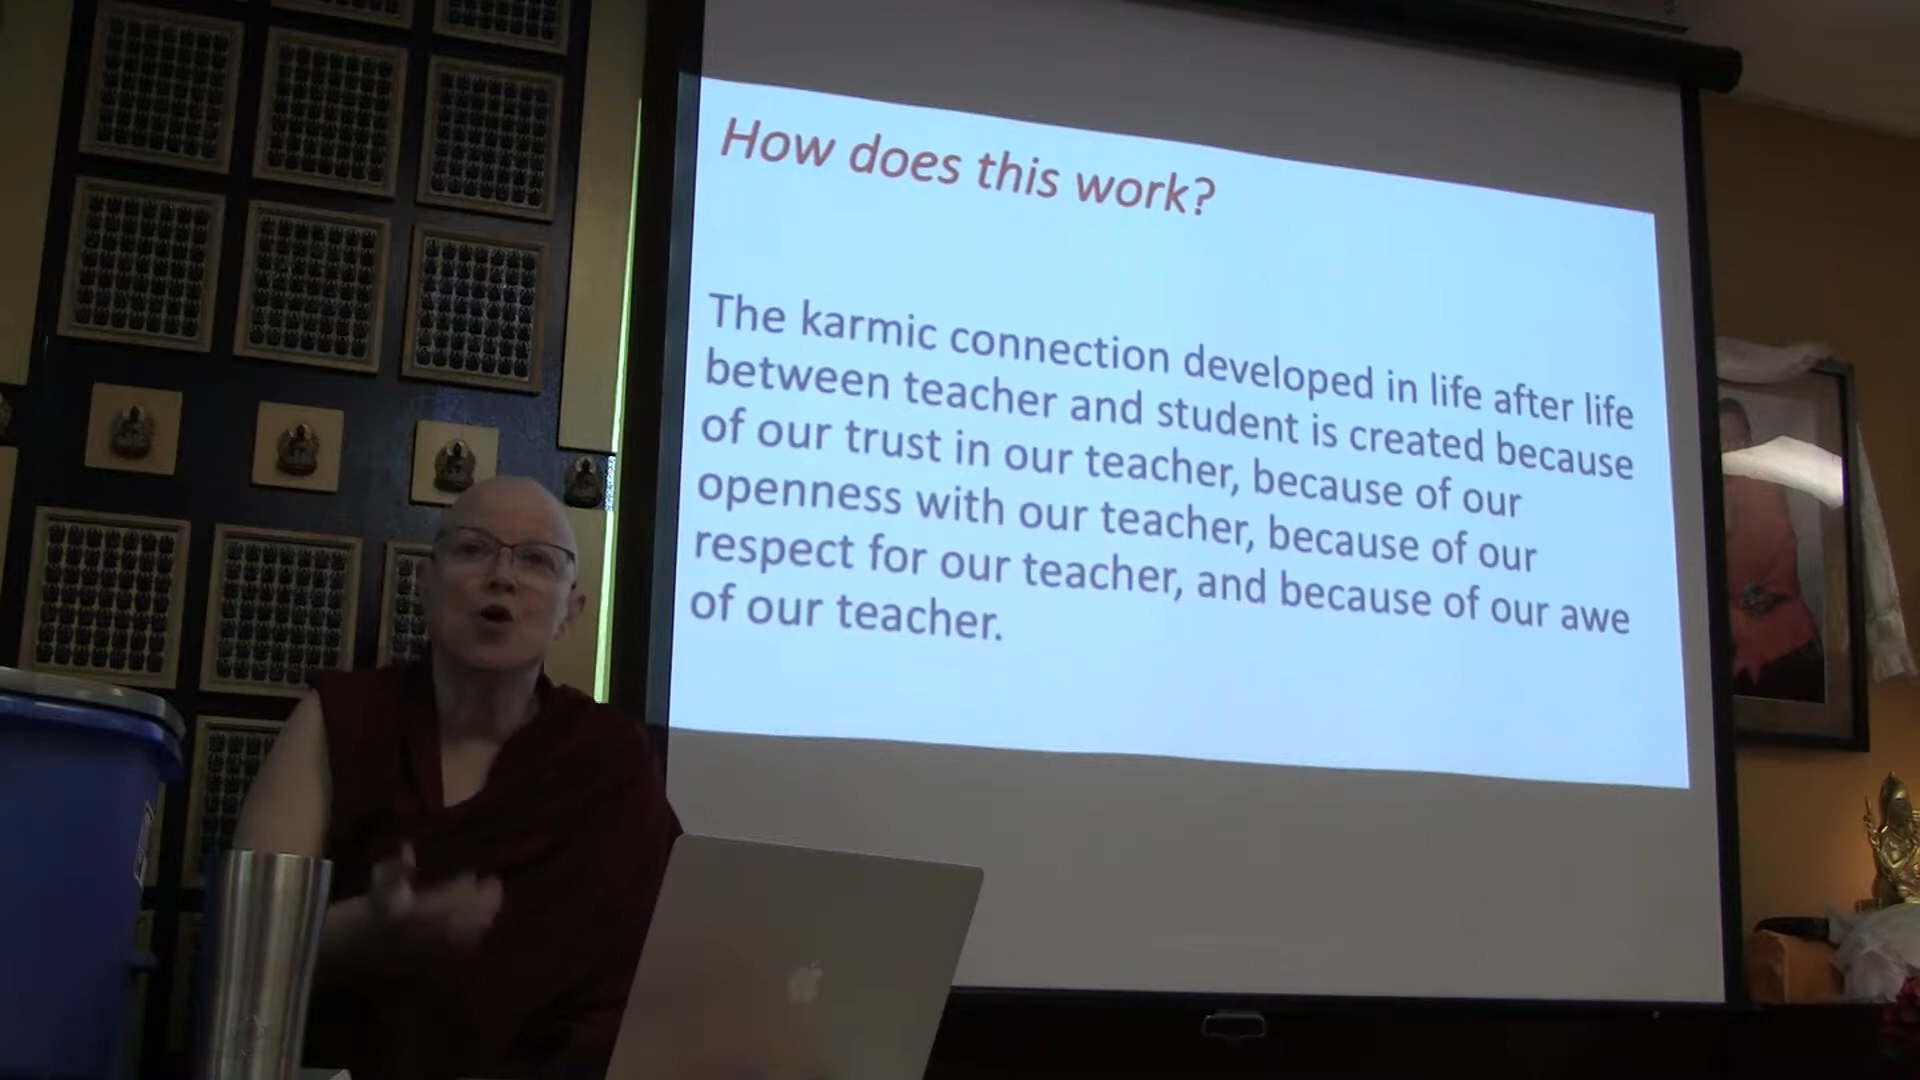 How does this work?
The karmic connection developed in life after life
between teacher and student is created because
of our trust in our teacher, because of our
openness with our teacher, because of our
respect for our teacher, and because of our awe
of our teacher.